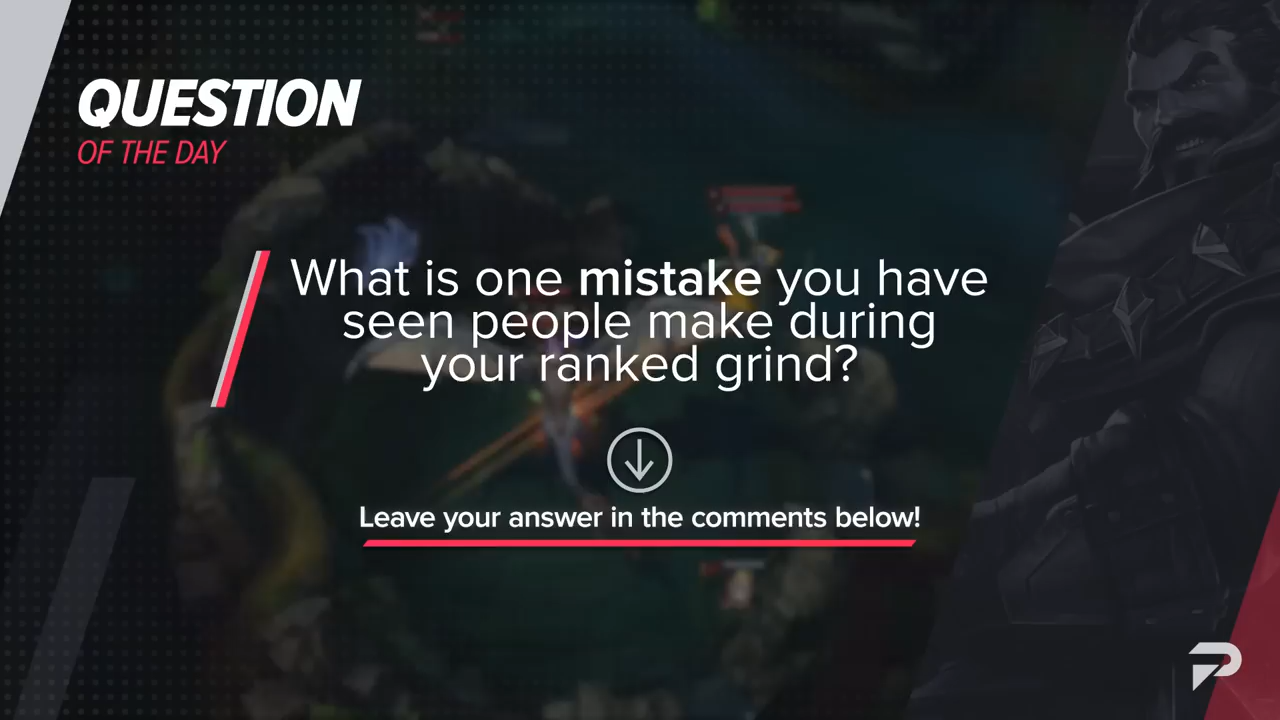 QUESTION
OF THE DAY
What is one mistake you have
seen people make during
your ranked grind?
Leave your answer in the comments below!